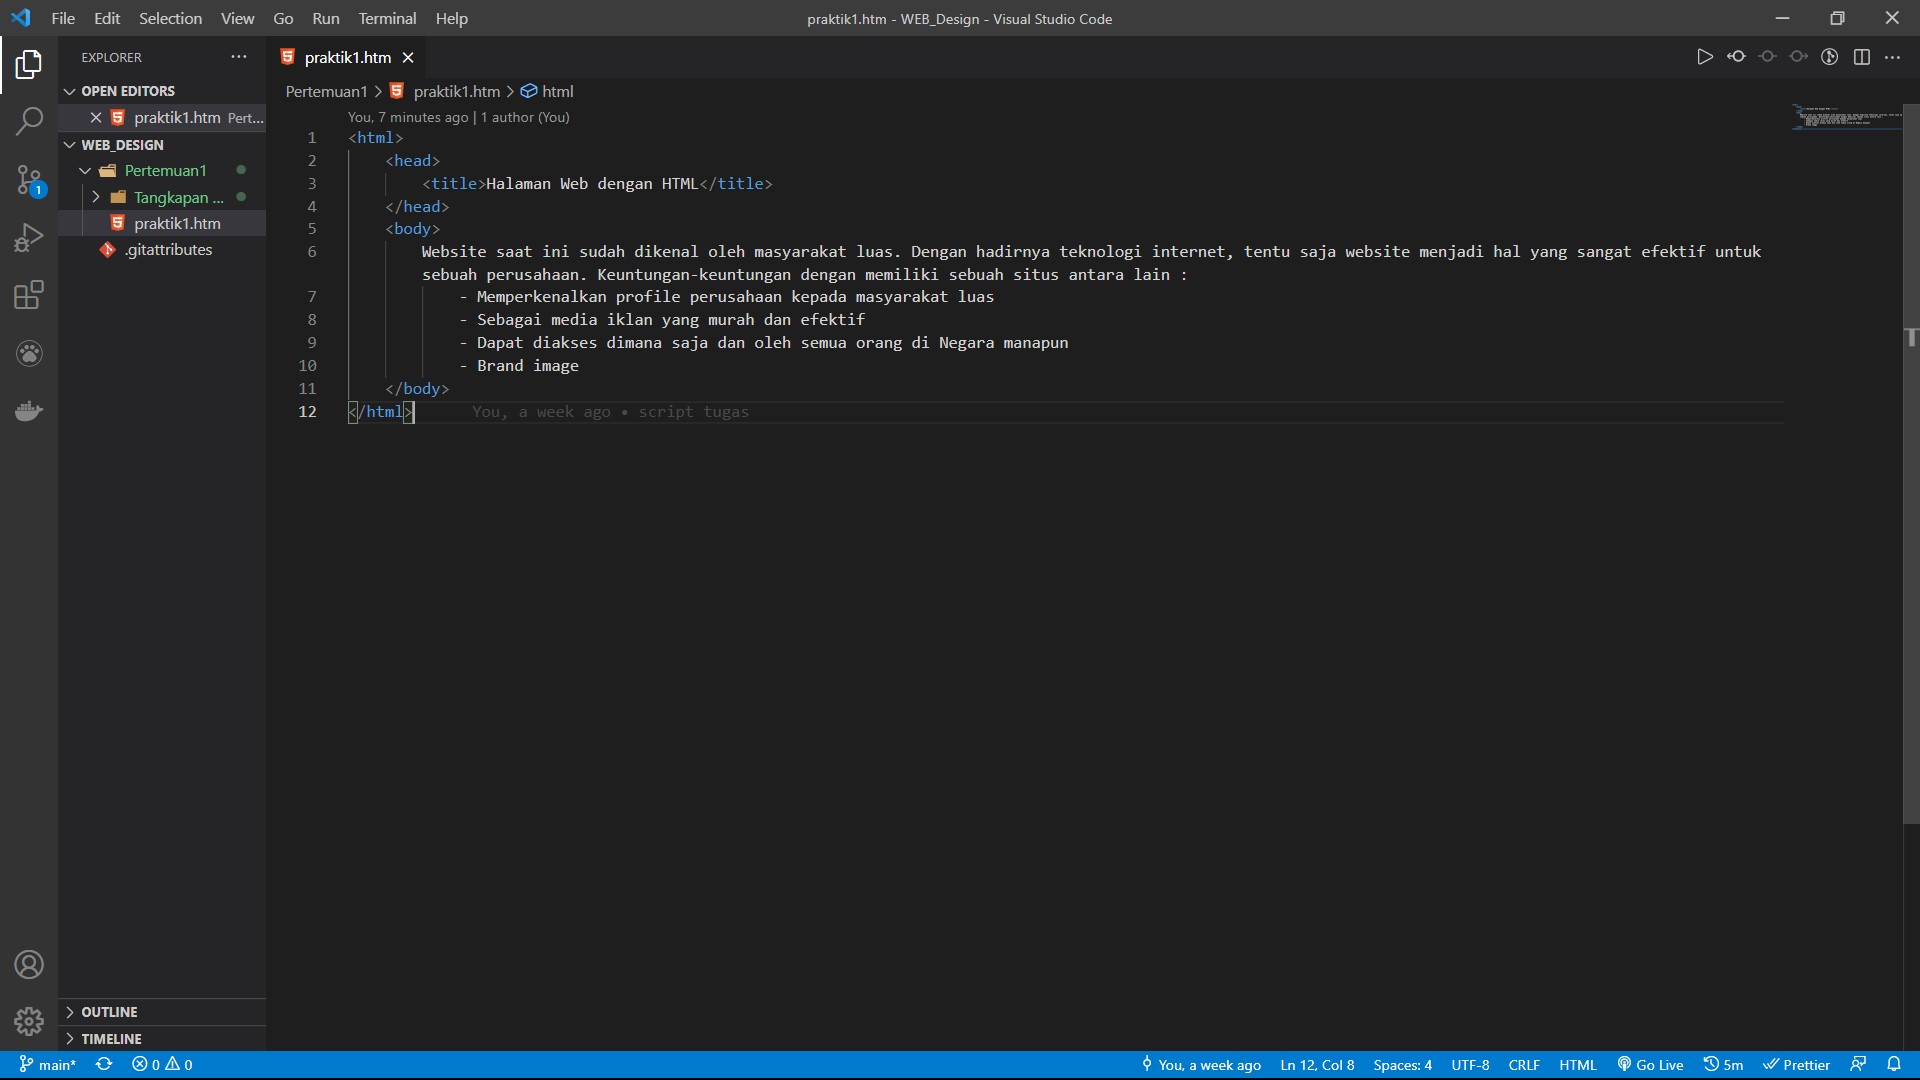 File Edit Selection View Go Run Terminal Help
praktik1.htm - WEB_Design - Visual Studio Code
EXPLORER
OPEN EDITORS
praktik1.htm Pert...
WEB_DESIGN
Pertemuan1
Tangkapan ...
praktik1.htm
.gitattributes
OUTLINE
TIMELINE
1
praktik1.htm
Pertemuan1 > praktik1.htm > html
You, 7 minutes ago | 1 author (You)
1 <html>
2 <head>
3 <title>Halaman Web dengan HTML</title>
4 </head>
5 <body>
6 Website saat ini sudah dikenal oleh masyarakat luas. Dengan hadirnya teknologi internet, tentu saja website menjadi hal yang sangat efektif untuk
sebuah perusahaan. Keuntungan-keuntungan dengan memiliki sebuah situs antara lain :
7 - Memperkenalkan profile perusahaan kepada masyarakat luas
8 - Sebagai media iklan yang murah dan efektif
9 - Dapat diakses dimana saja dan oleh semua orang di Negara manapun
10 - Brand image
11 </body>
12 </html> You, a week ago • script tugas
main* 0 0 You, a week ago Ln 12, Col 8 Spaces: 4 UTF-8 CRLF HTML Go Live 5m Prettier